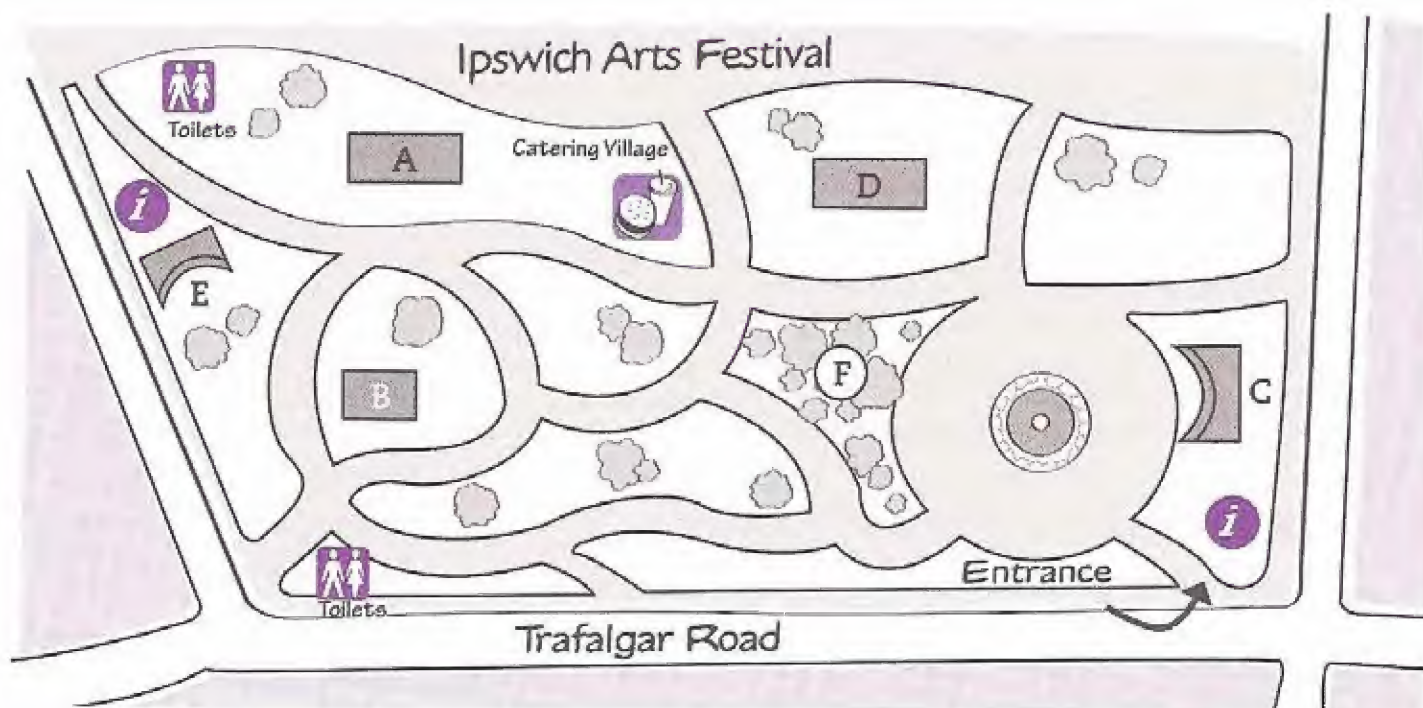 Ipswich Arts Festival
Toilets
A
Catering Village
D
i
E
B
F
C
i
Entrance
Toilets
Trafalgar Road